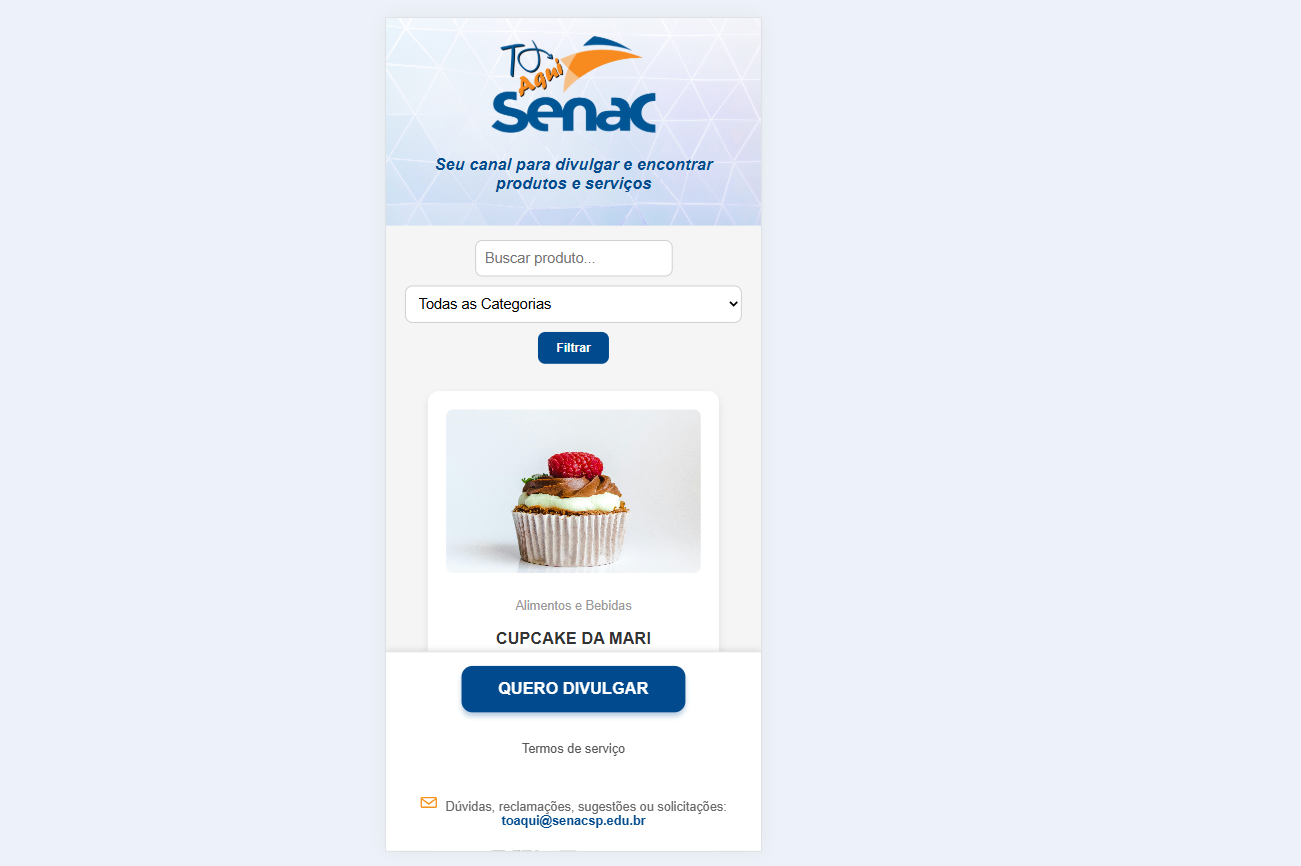 Tô
Aqui
Senac
Seu canal para divulgar e encontrar
produtos e serviços
Buscar produto...
Todas as Categorias
Filtrar
Alimentos e Bebidas
CUPCAKE DA MARI
QUERO DIVULGAR
Termos de serviço
Dúvidas, reclamações, sugestões ou solicitações:
toaqui@senacsp.edu.br